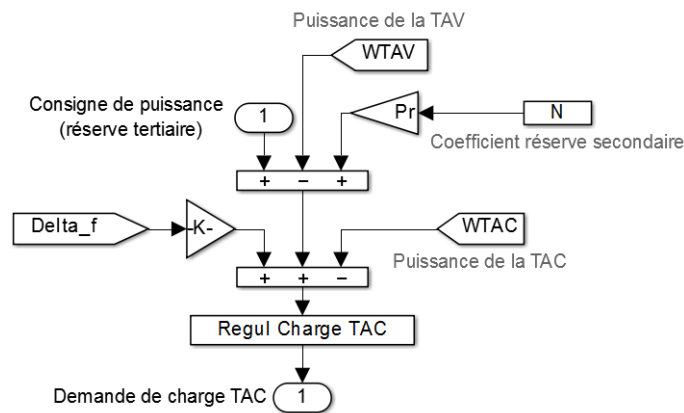 Puissance de la TAV
WTAV
Consigne de puissance
(réserve tertiaire)
1
Pr
N
Coefficient réserve secondaire
+ − +
Delta_f
-K-
WTAC
Puissance de la TAC
+ + −
Regul Charge TAC
Demande de charge TAC
1